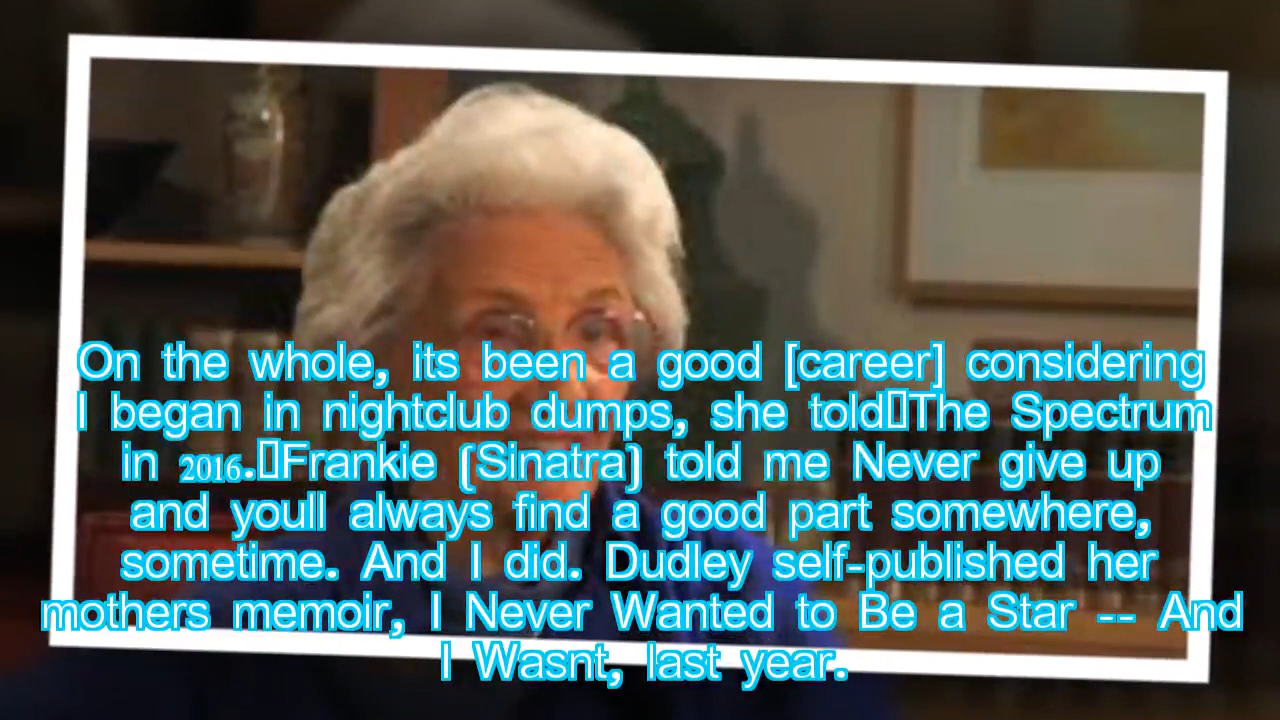 On the whole, its been a good [career] considering
I began in nightclub dumps, she told▯The Spectrum
in 2016.▯Frankie (Sinatra) told me Never give up
and youll always find a good part somewhere,
sometime. And I did. Dudley self-published her
mothers memoir, I Never Wanted to Be a Star -- And
I Wasnt, last year.